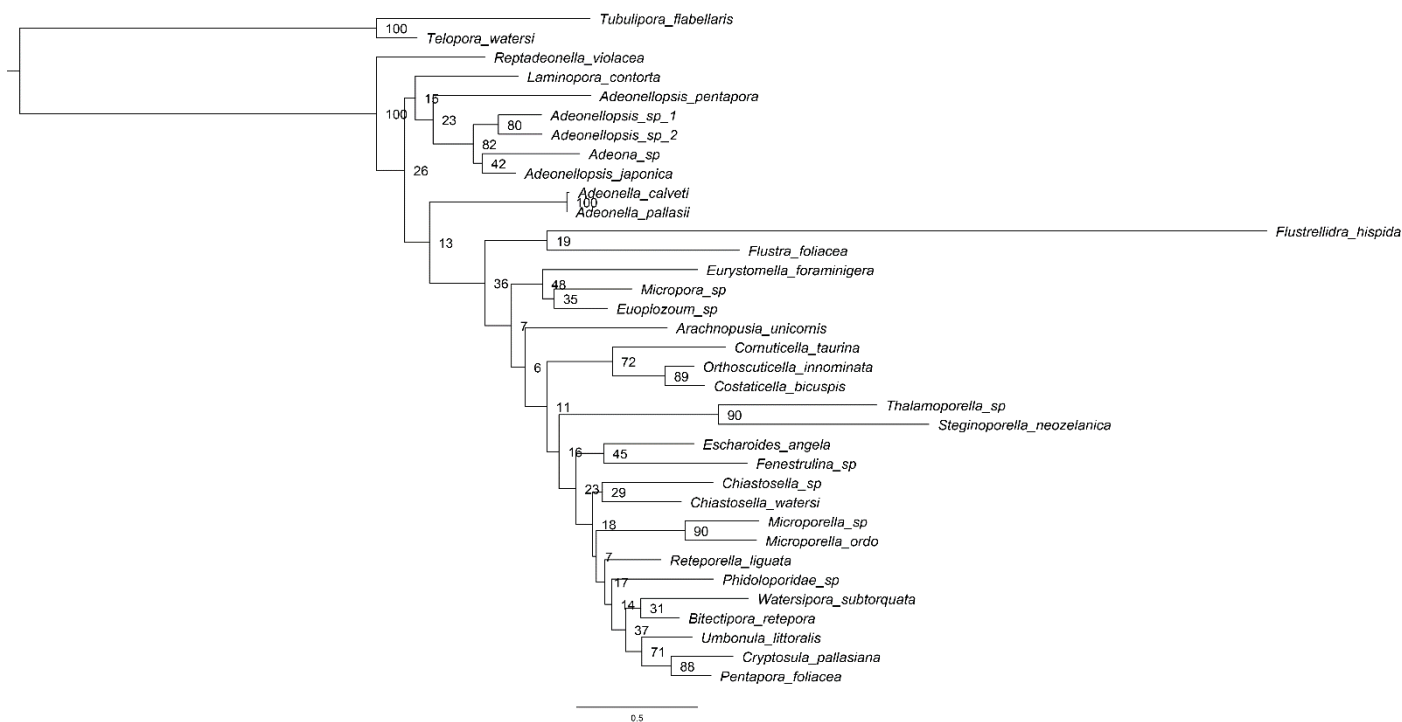 Tubulipora_flabellaris
100
Telopora_watersi
Reptadeonella_violacea
Laminopora_contorta
15
Adeonellopsis_pentapora
100
23
Adeonellopsis_sp_1
80
Adeonellopsis_sp_2
82
Adeona_sp
42
26
Adeonellopsis_japonica
Adeonella_calveti
100
Adeonella_pallasii
Flustrellidra_hispida
19
13
Flustra_foliacea
Eurystomella_foraminigera
36
48
Micropora_sp
35
Euoplozoum_sp
7
Arachnopusia_unicornis
Cornuticella_taurina
72
6
Orthoscuticella_innominata
89
Costaticella_bicuspis
11
Thalamoporella_sp
90
Steginoporella_neozelanica
Escharoides_angela
16
45
Fenestrulina_sp
Chiastosella_sp
23
29
Chiastosella_watersi
18
Microporella_sp
90
Microporella_ordo
7
Reteporella_liguata
17
Phidoloporidae_sp
14
Watersipora_subtorquata
31
Bitectipora_retepora
37
Umbonula_littoralis
71
Cryptosula_pallasiana
88
Pentapora_foliacea
0.5